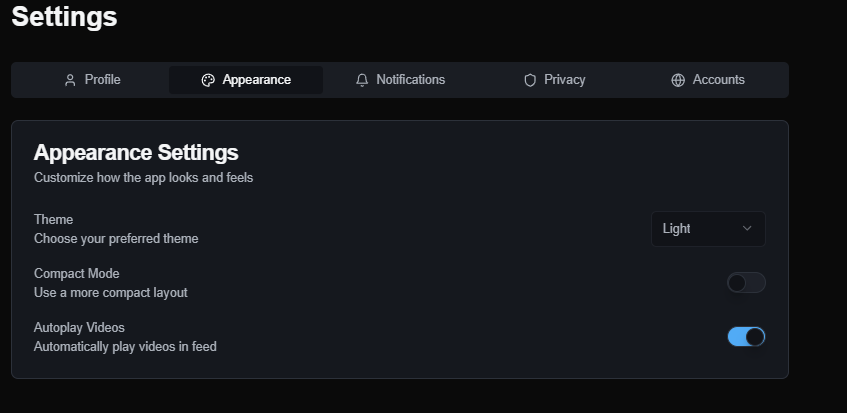 Settings
Profile
Appearance
Notifications
Privacy
Accounts
Appearance Settings
Customize how the app looks and feels
Theme
Choose your preferred theme
Light
Compact Mode
Use a more compact layout
Autoplay Videos
Automatically play videos in feed